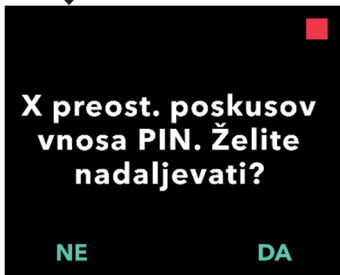 X preost. poskusov
vnosa PIN. Želite
nadaljevati?
NE DA